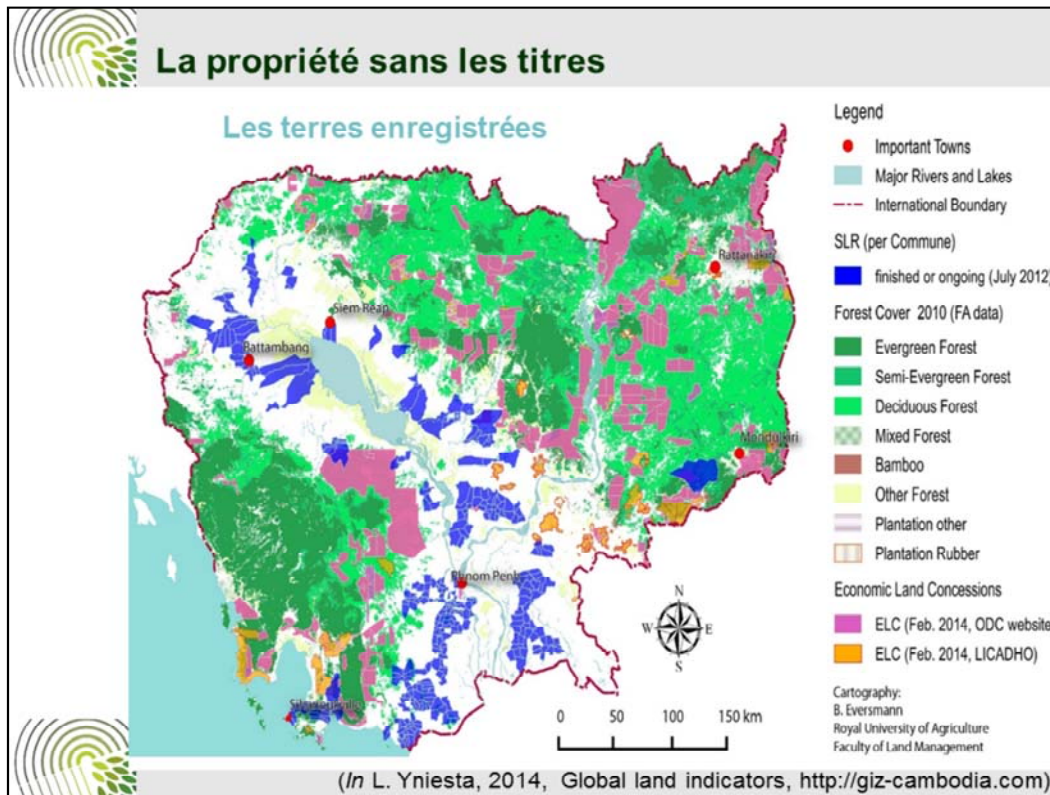 La propriété sans les titres
Les terres enregistrées
Siem Reap
Battambang
Rattanakiri
Mondulkiri
Phnom Penh
N
W
E
S
0 50 100 150 km
Legend
Important Towns
Major Rivers and Lakes
International Boundary
SLR (per Commune)
finished or ongoing (July 2012)
Forest Cover 2010 (FA data)
Evergreen Forest
Semi-Evergreen Forest
Deciduous Forest
Mixed Forest
Bamboo
Other Forest
Plantation other
Plantation Rubber
Economic Land Concessions
ELC (Feb. 2014, ODC website
ELC (Feb. 2014, LICADHO)
Cartography:
B. Eversmann
Royal University of Agriculture
Faculty of Land Management
(In L. Yniesta, 2014, Global land indicators, http://giz-cambodia.com)